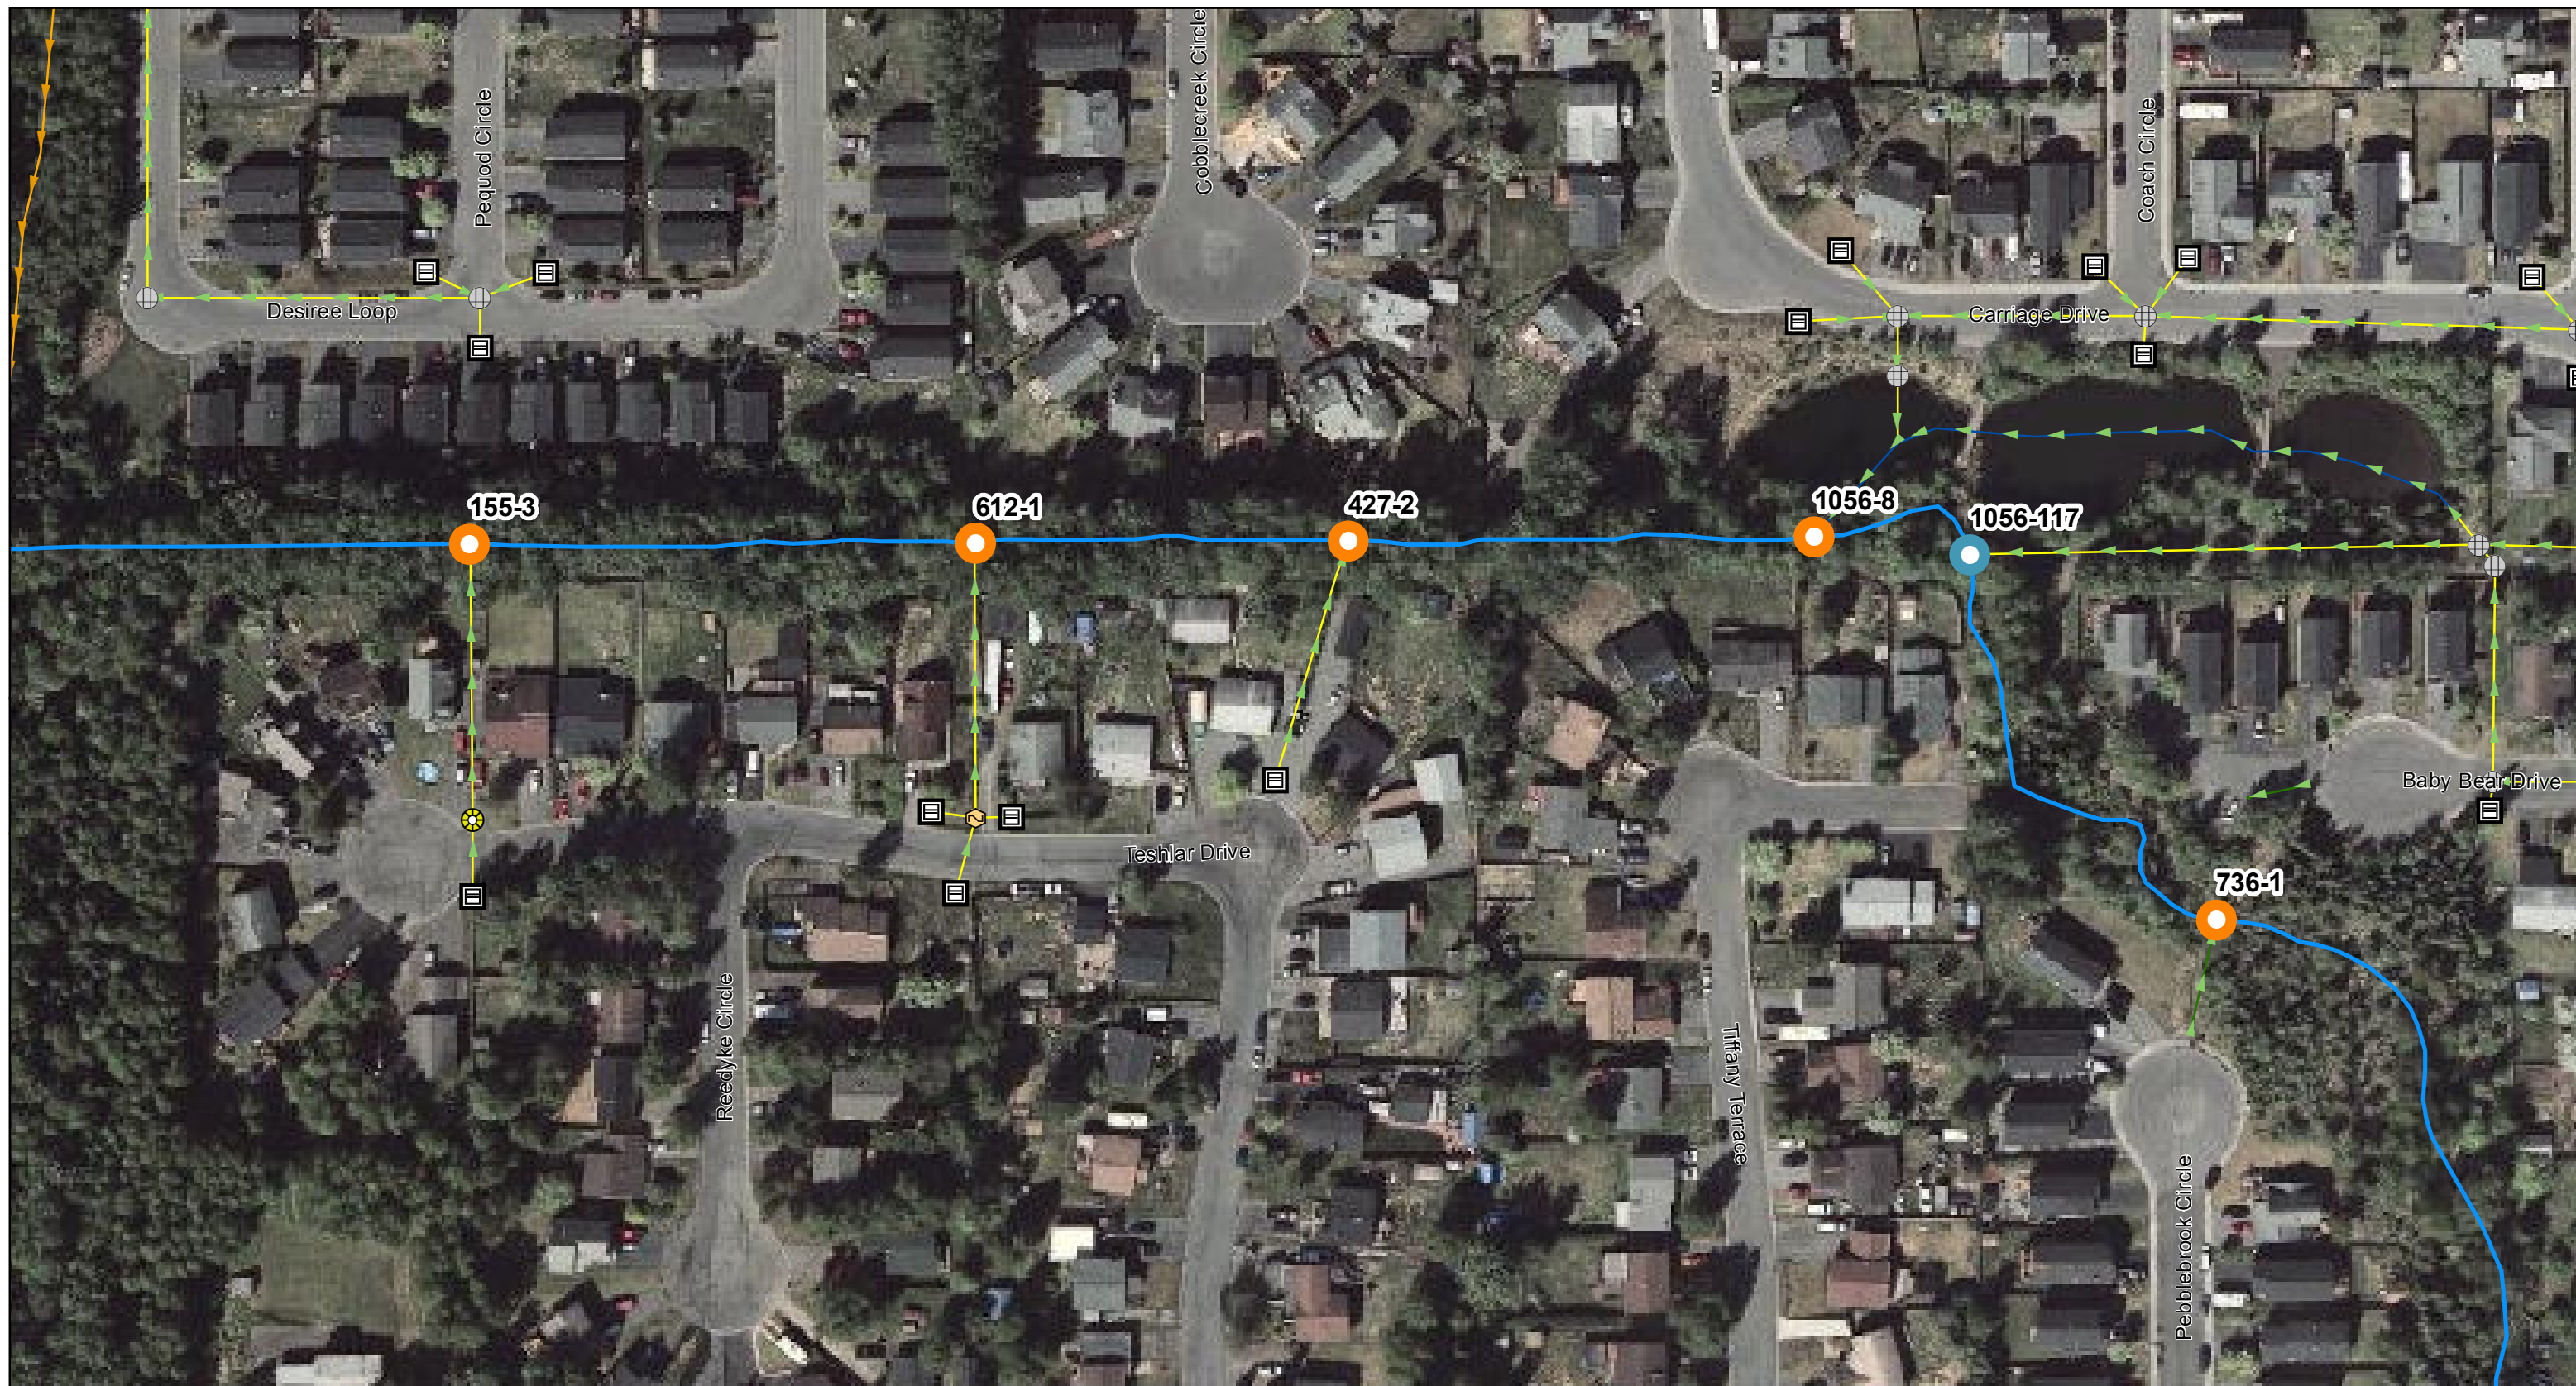 Pequod Circle
Cobblecreek Circle
Coach Circle
Desiree Loop
Carriage Drive
155-3
612-1
427-2
1056-8
1056-117
Baby Bear Drive
Teshlar Drive
736-1
Reedyke Circle
Tiffany Terrace
Pebblebrook Circle